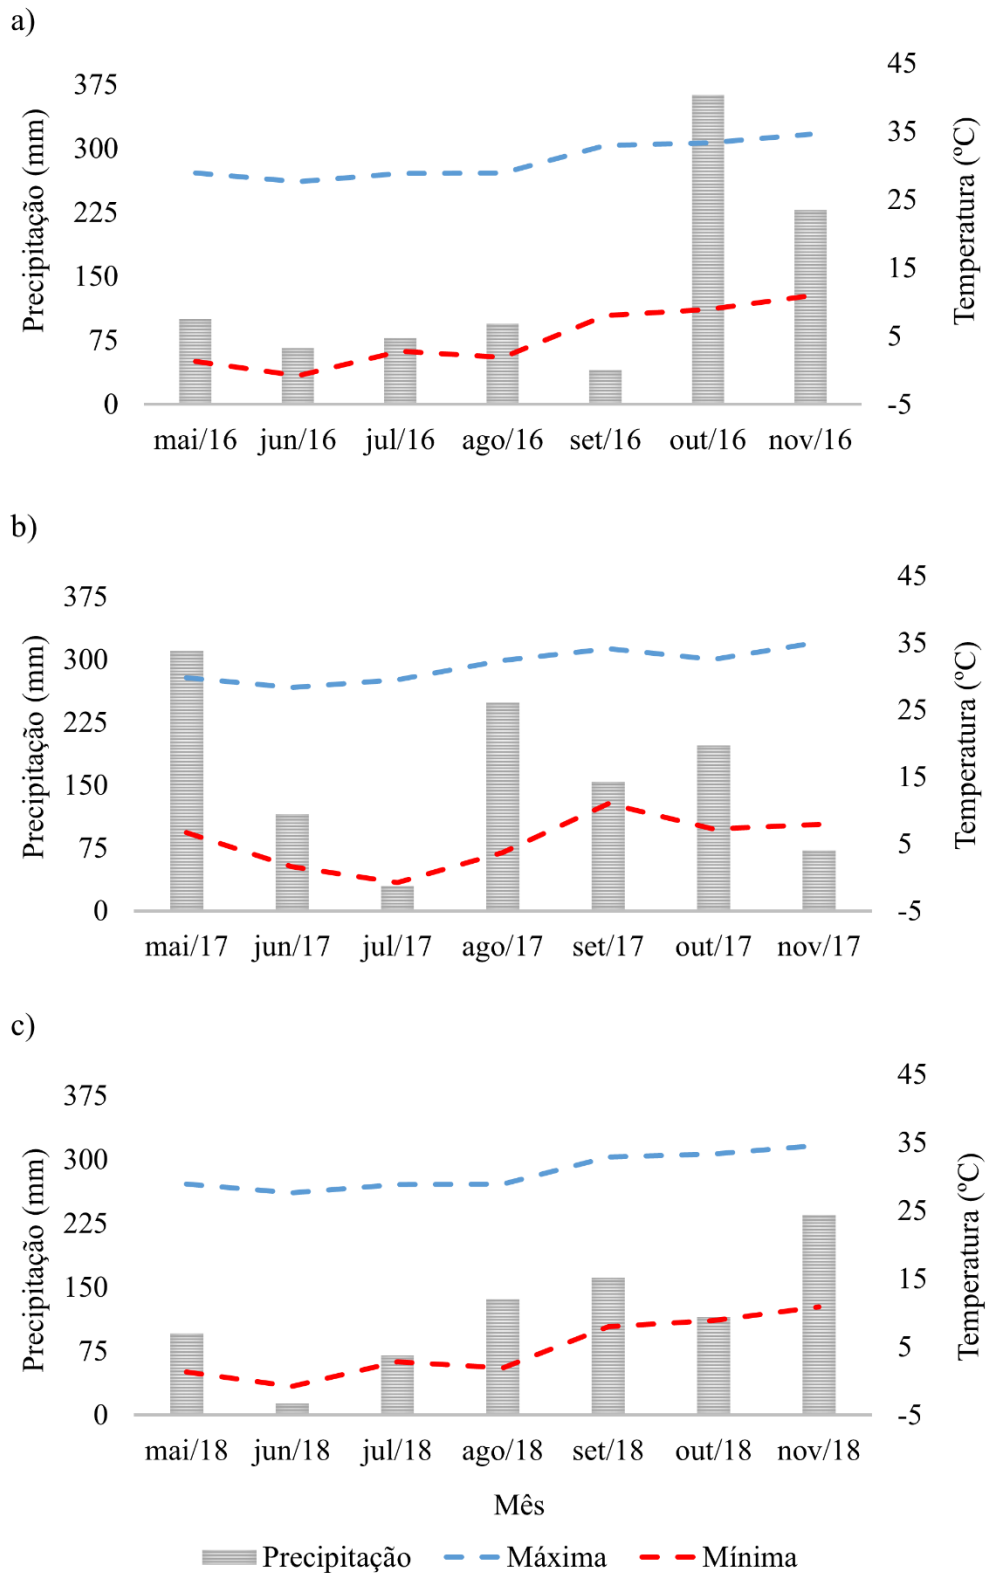 a)
Precipitação (mm)
375
300
225
150
75
0
45
35
25
15
5
-5
Temperatura (ºC)
mai/16 jun/16 jul/16 ago/16 set/16 out/16 nov/16
b)
Precipitação (mm)
375
300
225
150
75
0
45
35
25
15
5
-5
Temperatura (ºC)
mai/17 jun/17 jul/17 ago/17 set/17 out/17 nov/17
c)
Precipitação (mm)
375
300
225
150
75
0
45
35
25
15
5
-5
Temperatura (ºC)
mai/18 jun/18 jul/18 ago/18 set/18 out/18 nov/18
Mês
Precipitação Máxima Mínima